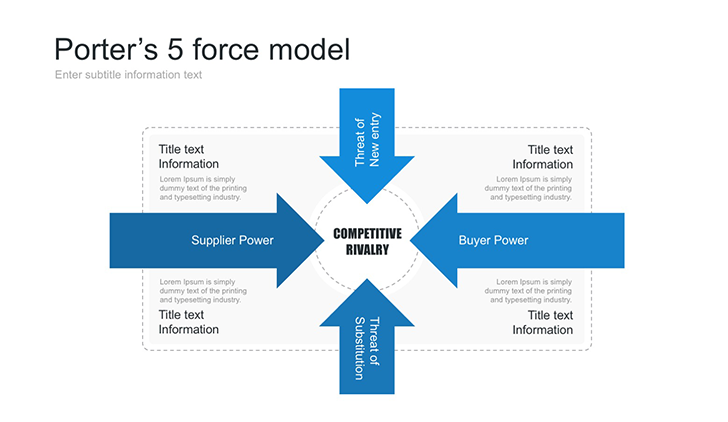 Porter's 5 force model
Enter subtitle information text
Threat of
New entry
Title text
Information
Lorem Ipsum is simply
dummy text of the printing
and typesetting industry.
Title text
Information
Lorem Ipsum is simply
dummy text of the printing
and typesetting industry.
Supplier Power
COMPETITIVE
RIVALRY
Buyer Power
Lorem Ipsum is simply
dummy text of the printing
and typesetting industry.
Title text
Information
Threat of
Substitution
Lorem Ipsum is simply
dummy text of the printing
and typesetting industry.
Title text
Information